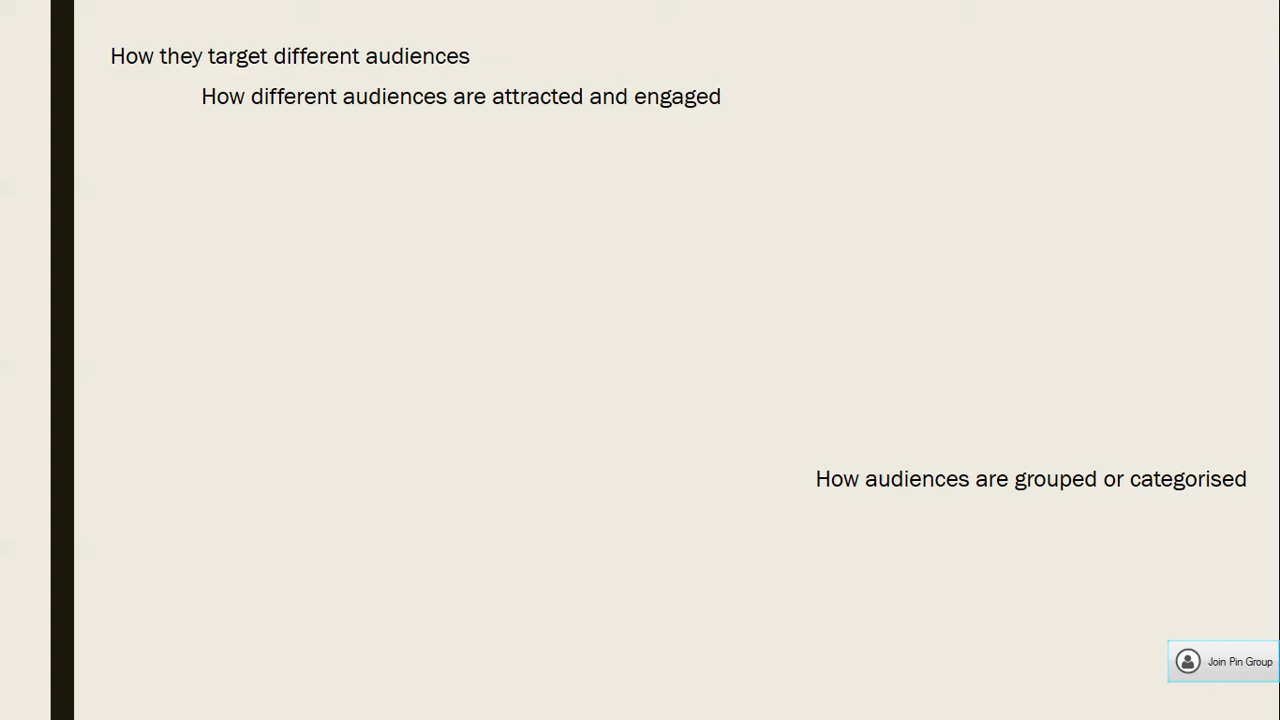 How they target different audiences
How different audiences are attracted and engaged
How audiences are grouped or categorised
Join Pin Group